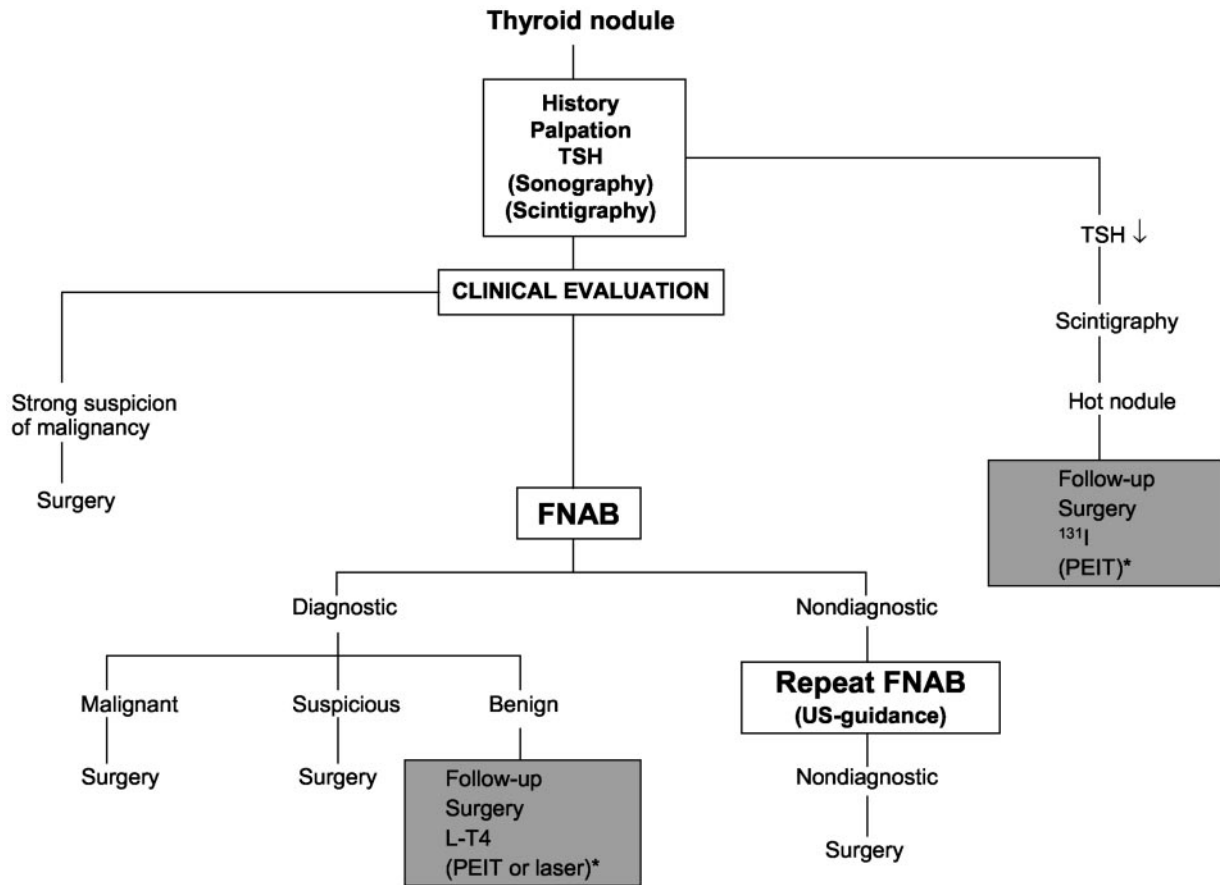 Thyroid nodule
History
Palpation
TSH
(Sonography)
(Scintigraphy)
TSH ↓
CLINICAL EVALUATION
Scintigraphy
Strong suspicion
of malignancy
Hot nodule
Surgery
Follow-up
Surgery
¹³¹I
(PEIT)*
FNAB
Diagnostic
Nondiagnostic
Malignant
Suspicious
Benign
Repeat FNAB
(US-guidance)
Surgery
Surgery
Follow-up
Surgery
L-T4
(PEIT or laser)*
Nondiagnostic
Surgery